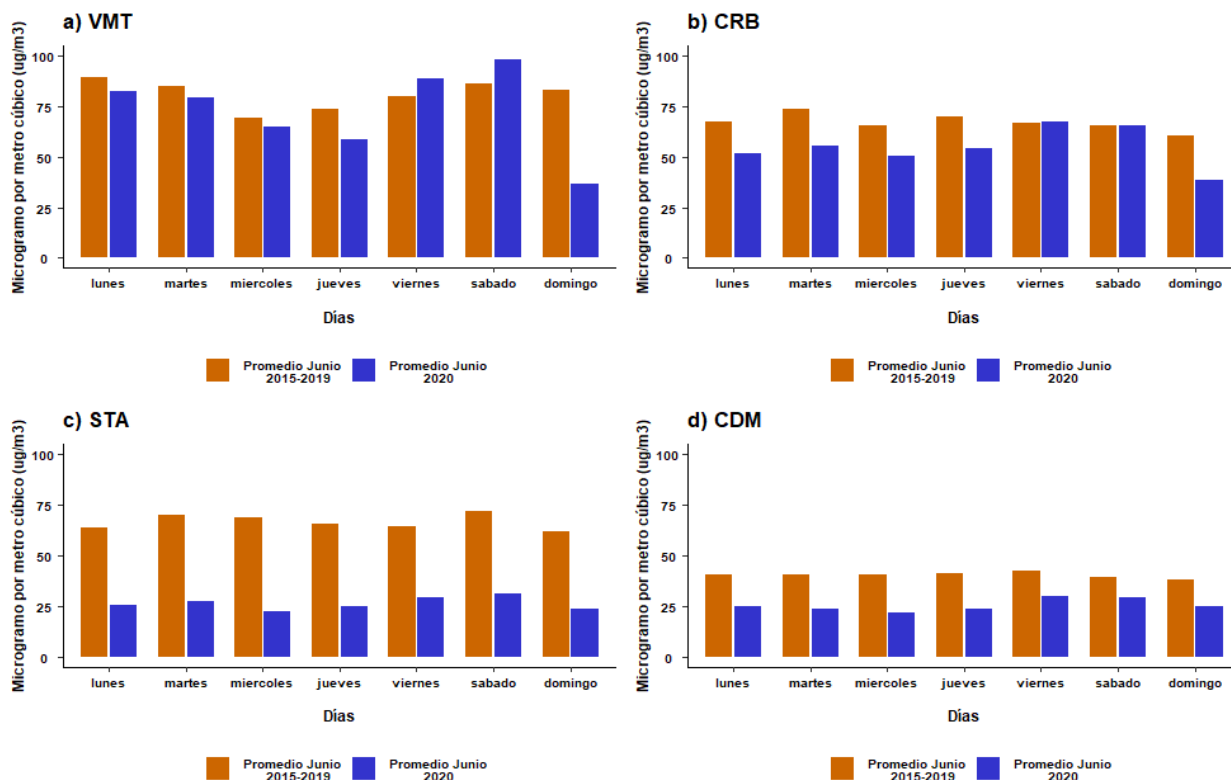 a) VMT
Microgramo por metro cúbico (ug/m3)
100
75
50
25
0
lunes martes miercoles jueves viernes sabado domingo
Días
Promedio Junio 2015-2019 Promedio Junio 2020
b) CRB
Microgramo por metro cúbico (ug/m3)
100
75
50
25
0
lunes martes miercoles jueves viernes sabado domingo
Días
Promedio Junio 2015-2019 Promedio Junio 2020
c) STA
Microgramo por metro cúbico (ug/m3)
100
75
50
25
0
lunes martes miercoles jueves viernes sabado domingo
Días
Promedio Junio 2015-2019 Promedio Junio 2020
d) CDM
Microgramo por metro cúbico (ug/m3)
100
75
50
25
0
lunes martes miercoles jueves viernes sabado domingo
Días
Promedio Junio 2015-2019 Promedio Junio 2020